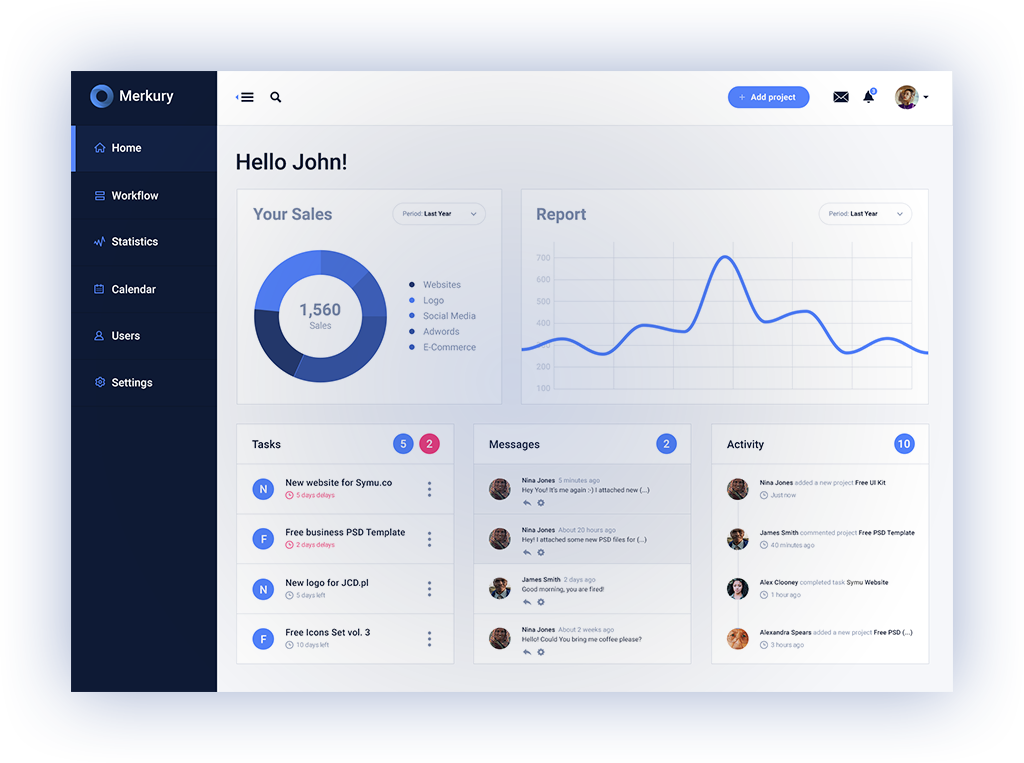 Merkury
Home
Workflow
Statistics
Calendar
Users
Settings
+ Add project
3
Hello John!
Your Sales
Period: Last Year
1,560
Sales
Websites
Logo
Social Media
Adwords
E-Commerce
Report
Period: Last Year
700
600
500
400
300
200
100
Tasks
5
2
N
New website for Symu.co
5 days delays
F
Free business PSD Template
2 days delays
N
New logo for JCD.pl
5 days left
F
Free Icons Set vol. 3
10 days left
Messages
2
Nina Jones 5 minutes ago
Hey You! It's me again :-) I attached new (...)
Nina Jones About 20 hours ago
Hey! I attached some new PSD files for (...)
James Smith 2 days ago
Good morning, you are fired!
Nina Jones About 2 weeks ago
Hello! Could You bring me coffee please?
Activity
10
Nina Jones added a new project Free UI Kit
Just now
James Smith commented project Free PSD Template
40 minutes ago
Alex Clooney completed task Symu Website
1 hour ago
Alexandra Spears added a new project Free PSD (...)
3 hours ago